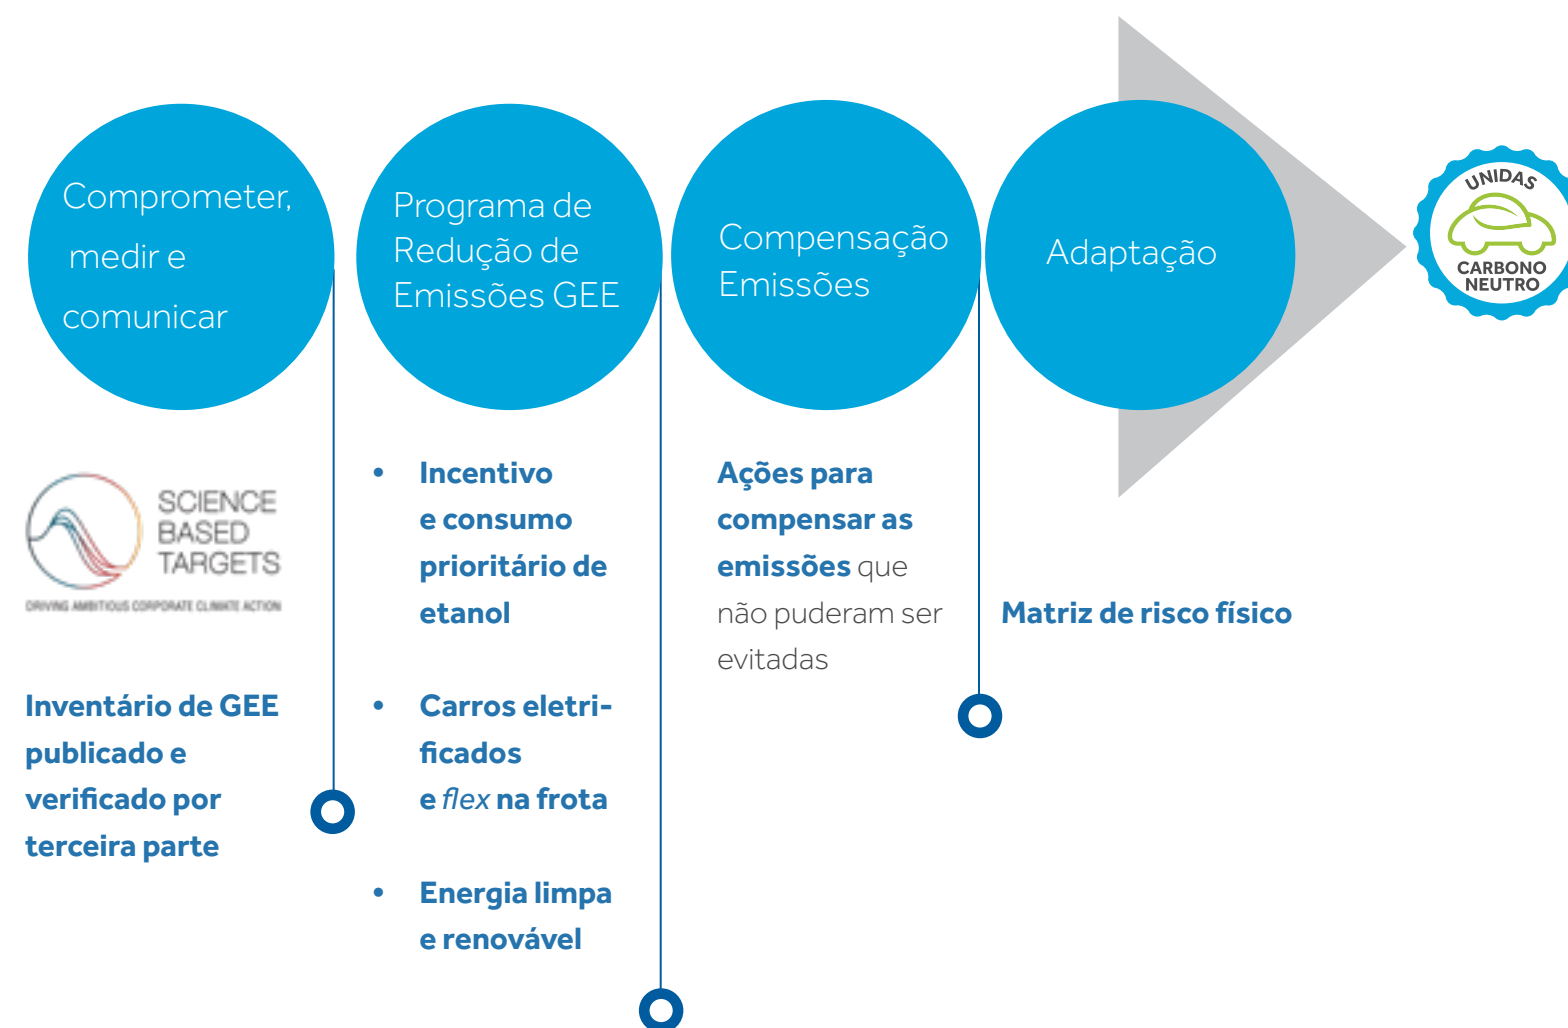 Comprometer,
medir e
comunicar
Programa de
Redução de
Emissões GEE
Compensação
Emissões
Adaptação
UNIDAS
CARBONO
NEUTRO
SCIENCE
BASED
TARGETS
DRIVING AMBITIOUS CORPORATE CLIMATE ACTION
Inventário de GEE
publicado e
verificado por
terceira parte
• Incentivo
e consumo
prioritário de
etanol
• Carros eletri-
ficados
e flex na frota
• Energia limpa
e renovável
Ações para
compensar as
emissões que
não puderam ser
evitadas
Matriz de risco físico